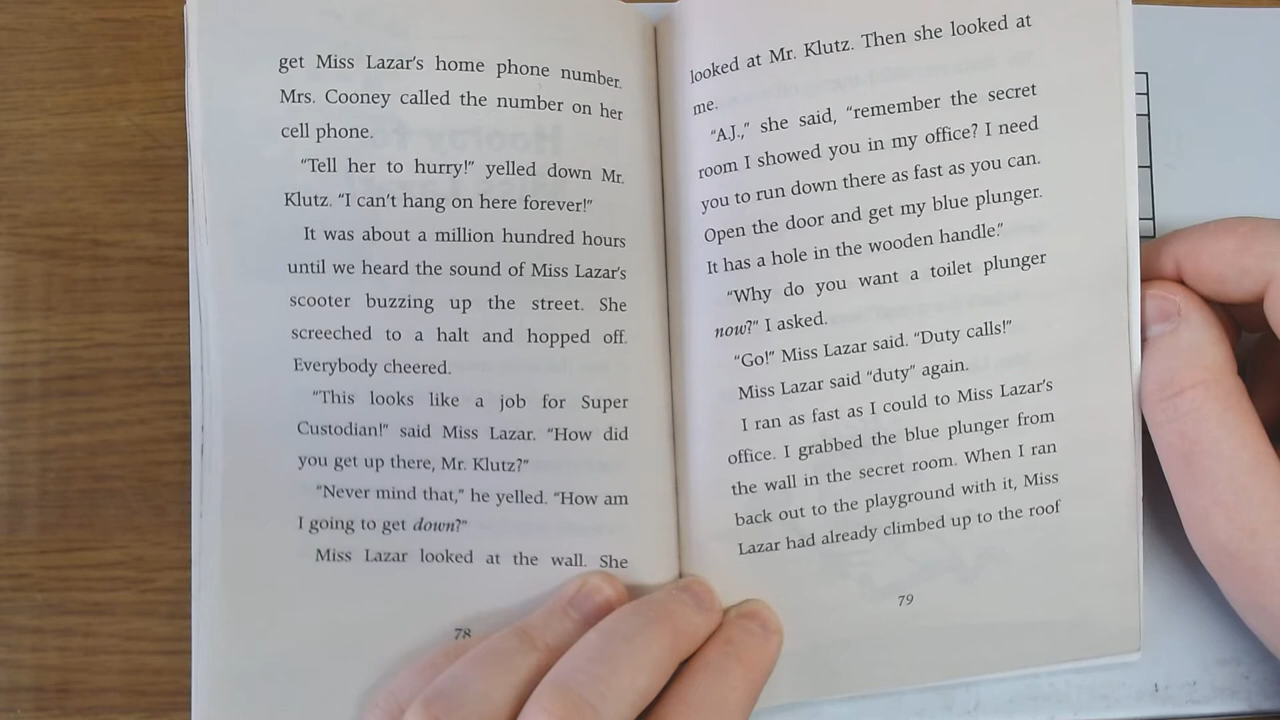 get Miss Lazar's home phone number.
Mrs. Cooney called the number on her
cell phone.
"Tell her to hurry!" yelled down Mr.
Klutz. "I can't hang on here forever!"
It was about a million hundred hours
until we heard the sound of Miss Lazar's
scooter buzzing up the street. She
screeched to a halt and hopped off.
Everybody cheered.
"This looks like a job for Super
Custodian!" said Miss Lazar. "How did
you get up there, Mr. Klutz?"
"Never mind that," he yelled. "How am
I going to get down?"
Miss Lazar looked at the wall. She
78
looked at Mr. Klutz. Then she looked at
me.
"A.J.," she said, "remember the secret
room I showed you in my office? I need
you to run down there as fast as you can.
Open the door and get my blue plunger.
It has a hole in the wooden handle."
"Why do you want a toilet plunger
now?" I asked.
"Go!" Miss Lazar said. "Duty calls!"
Miss Lazar said "duty" again.
I ran as fast as I could to Miss Lazar's
office. I grabbed the blue plunger from
the wall in the secret room. When I ran
back out to the playground with it, Miss
Lazar had already climbed up to the roof
79